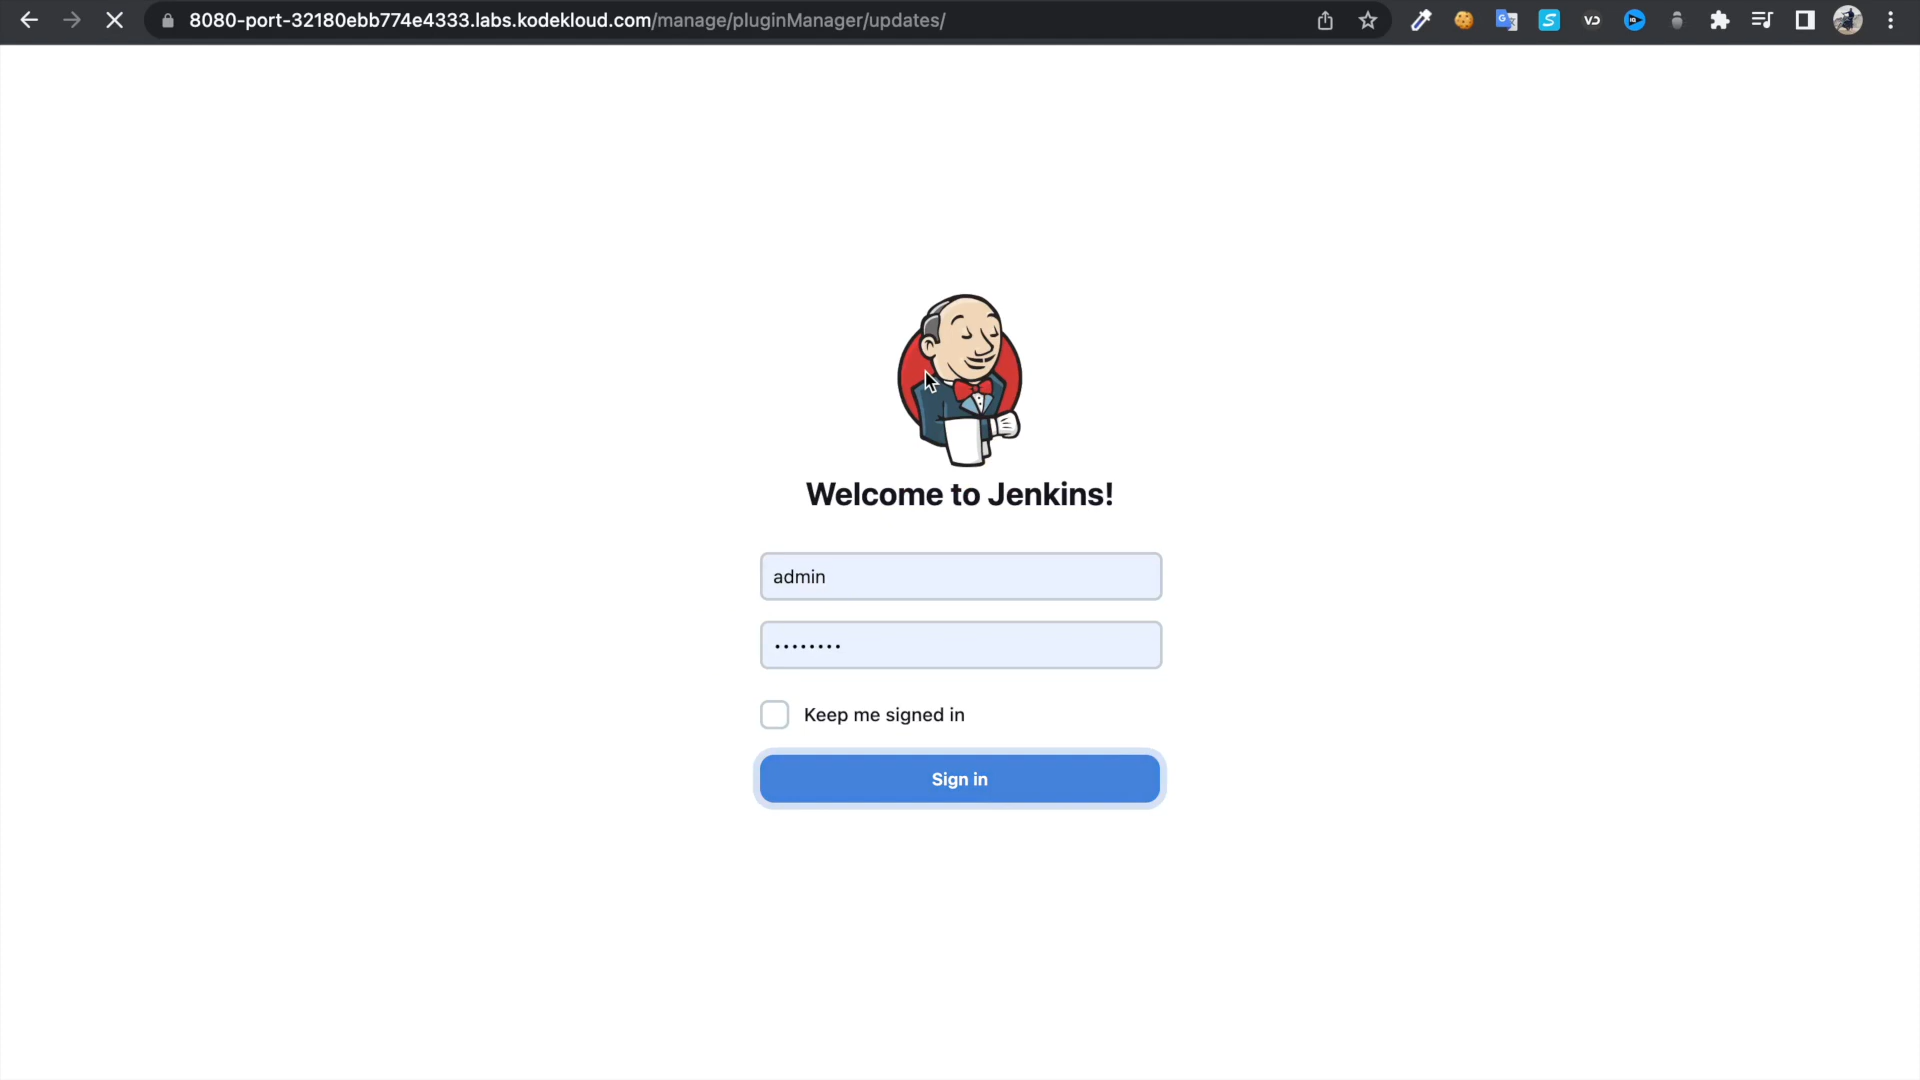 8080-port-32180ebb774e4333.labs.kodekloud.com/manage/pluginManager/updates/
Welcome to Jenkins!
admin
••••••••
Keep me signed in
Sign in